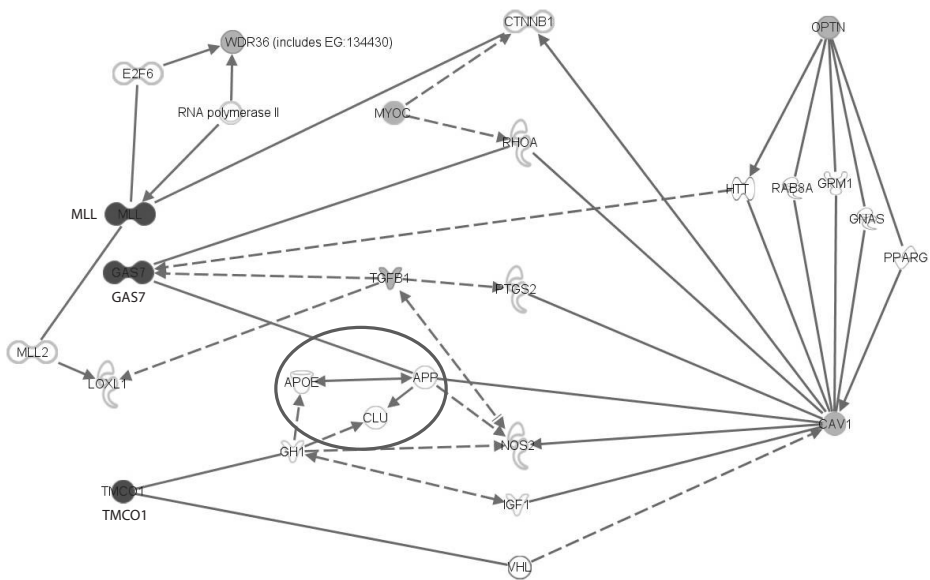 CTNNB1
OPTN
WDR36 (includes EG:134430)
E2F6
RNA polymerase II
MYOC
RHOA
HTT
RAB8A
GRM1
GNAS
PPARG
MLL
MLL
GAS7
GAS7
TGFB1
PTGS2
MLL2
LOXL1
APOE
APP
CLU
CAV1
GH1
NOS2
TMCO1
TMCO1
IGF1
VHL